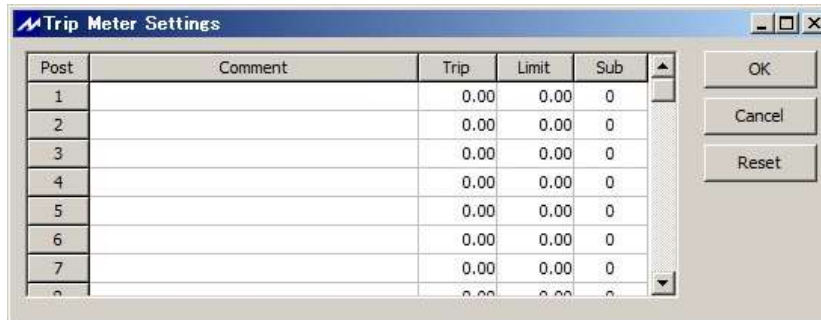 Trip Meter Settings
Post Comment Trip Limit Sub
1 0.00 0.00 0
2 0.00 0.00 0
3 0.00 0.00 0
4 0.00 0.00 0
5 0.00 0.00 0
6 0.00 0.00 0
7 0.00 0.00 0
OK
Cancel
Reset